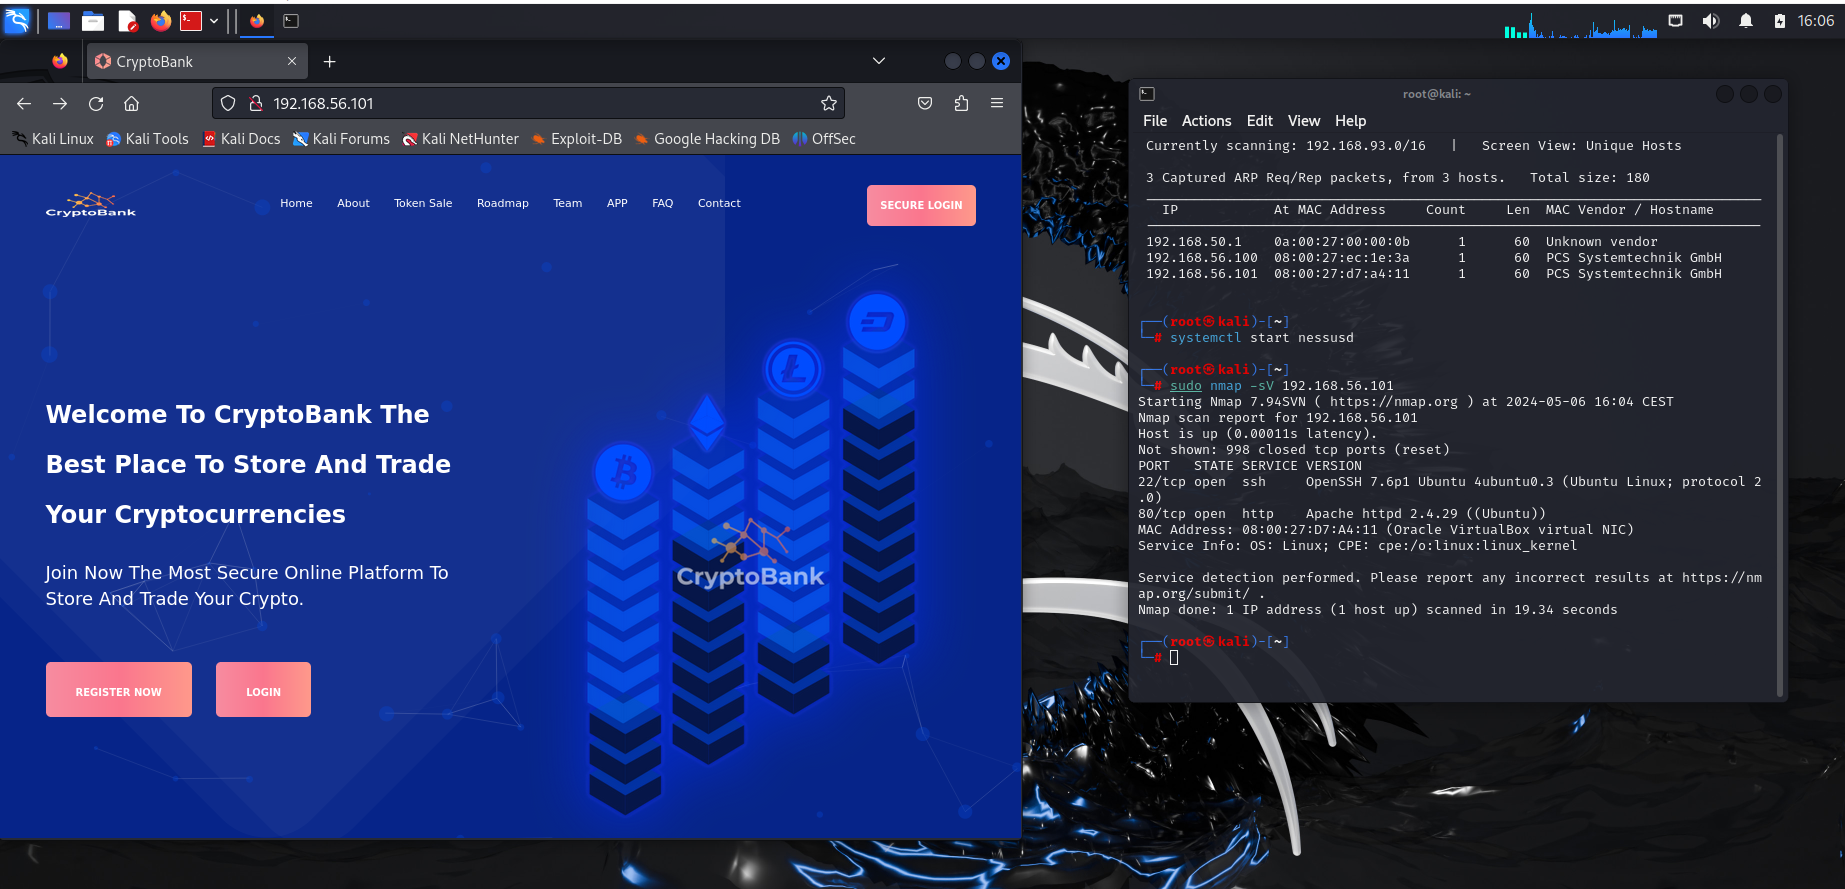 16:06
CryptoBank
192.168.56.101
Kali Linux Kali Tools Kali Docs Kali Forums Kali NetHunter Exploit-DB Google Hacking DB OffSec
CryptoBank
Home About Token Sale Roadmap Team APP FAQ Contact
SECURE LOGIN
Welcome To CryptoBank The
Best Place To Store And Trade
Your Cryptocurrencies
Join Now The Most Secure Online Platform To
Store And Trade Your Crypto.
REGISTER NOW LOGIN
CryptoBank
root@kali: ~
File Actions Edit View Help
Currently scanning: 192.168.93.0/16 | Screen View: Unique Hosts
3 Captured ARP Req/Rep packets, from 3 hosts. Total size: 180
IP At MAC Address Count Len MAC Vendor / Hostname
192.168.50.1 0a:00:27:00:00:0b 1 60 Unknown vendor
192.168.56.100 08:00:27:ec:1e:3a 1 60 PCS Systemtechnik GmbH
192.168.56.101 08:00:27:d7:a4:11 1 60 PCS Systemtechnik GmbH
┌──(root㉿kali)-[~]
└─# systemctl start nessusd
┌──(root㉿kali)-[~]
└─# sudo nmap -sV 192.168.56.101
Starting Nmap 7.94SVN ( https://nmap.org ) at 2024-05-06 16:04 CEST
Nmap scan report for 192.168.56.101
Host is up (0.00011s latency).
Not shown: 998 closed tcp ports (reset)
PORT STATE SERVICE VERSION
22/tcp open ssh OpenSSH 7.6p1 Ubuntu 4ubuntu0.3 (Ubuntu Linux; protocol 2
.0)
80/tcp open http Apache httpd 2.4.29 ((Ubuntu))
MAC Address: 08:00:27:D7:A4:11 (Oracle VirtualBox virtual NIC)
Service Info: OS: Linux; CPE: cpe:/o:linux:linux_kernel
Service detection performed. Please report any incorrect results at https://nm
ap.org/submit/ .
Nmap done: 1 IP address (1 host up) scanned in 19.34 seconds
┌──(root㉿kali)-[~]
└─#